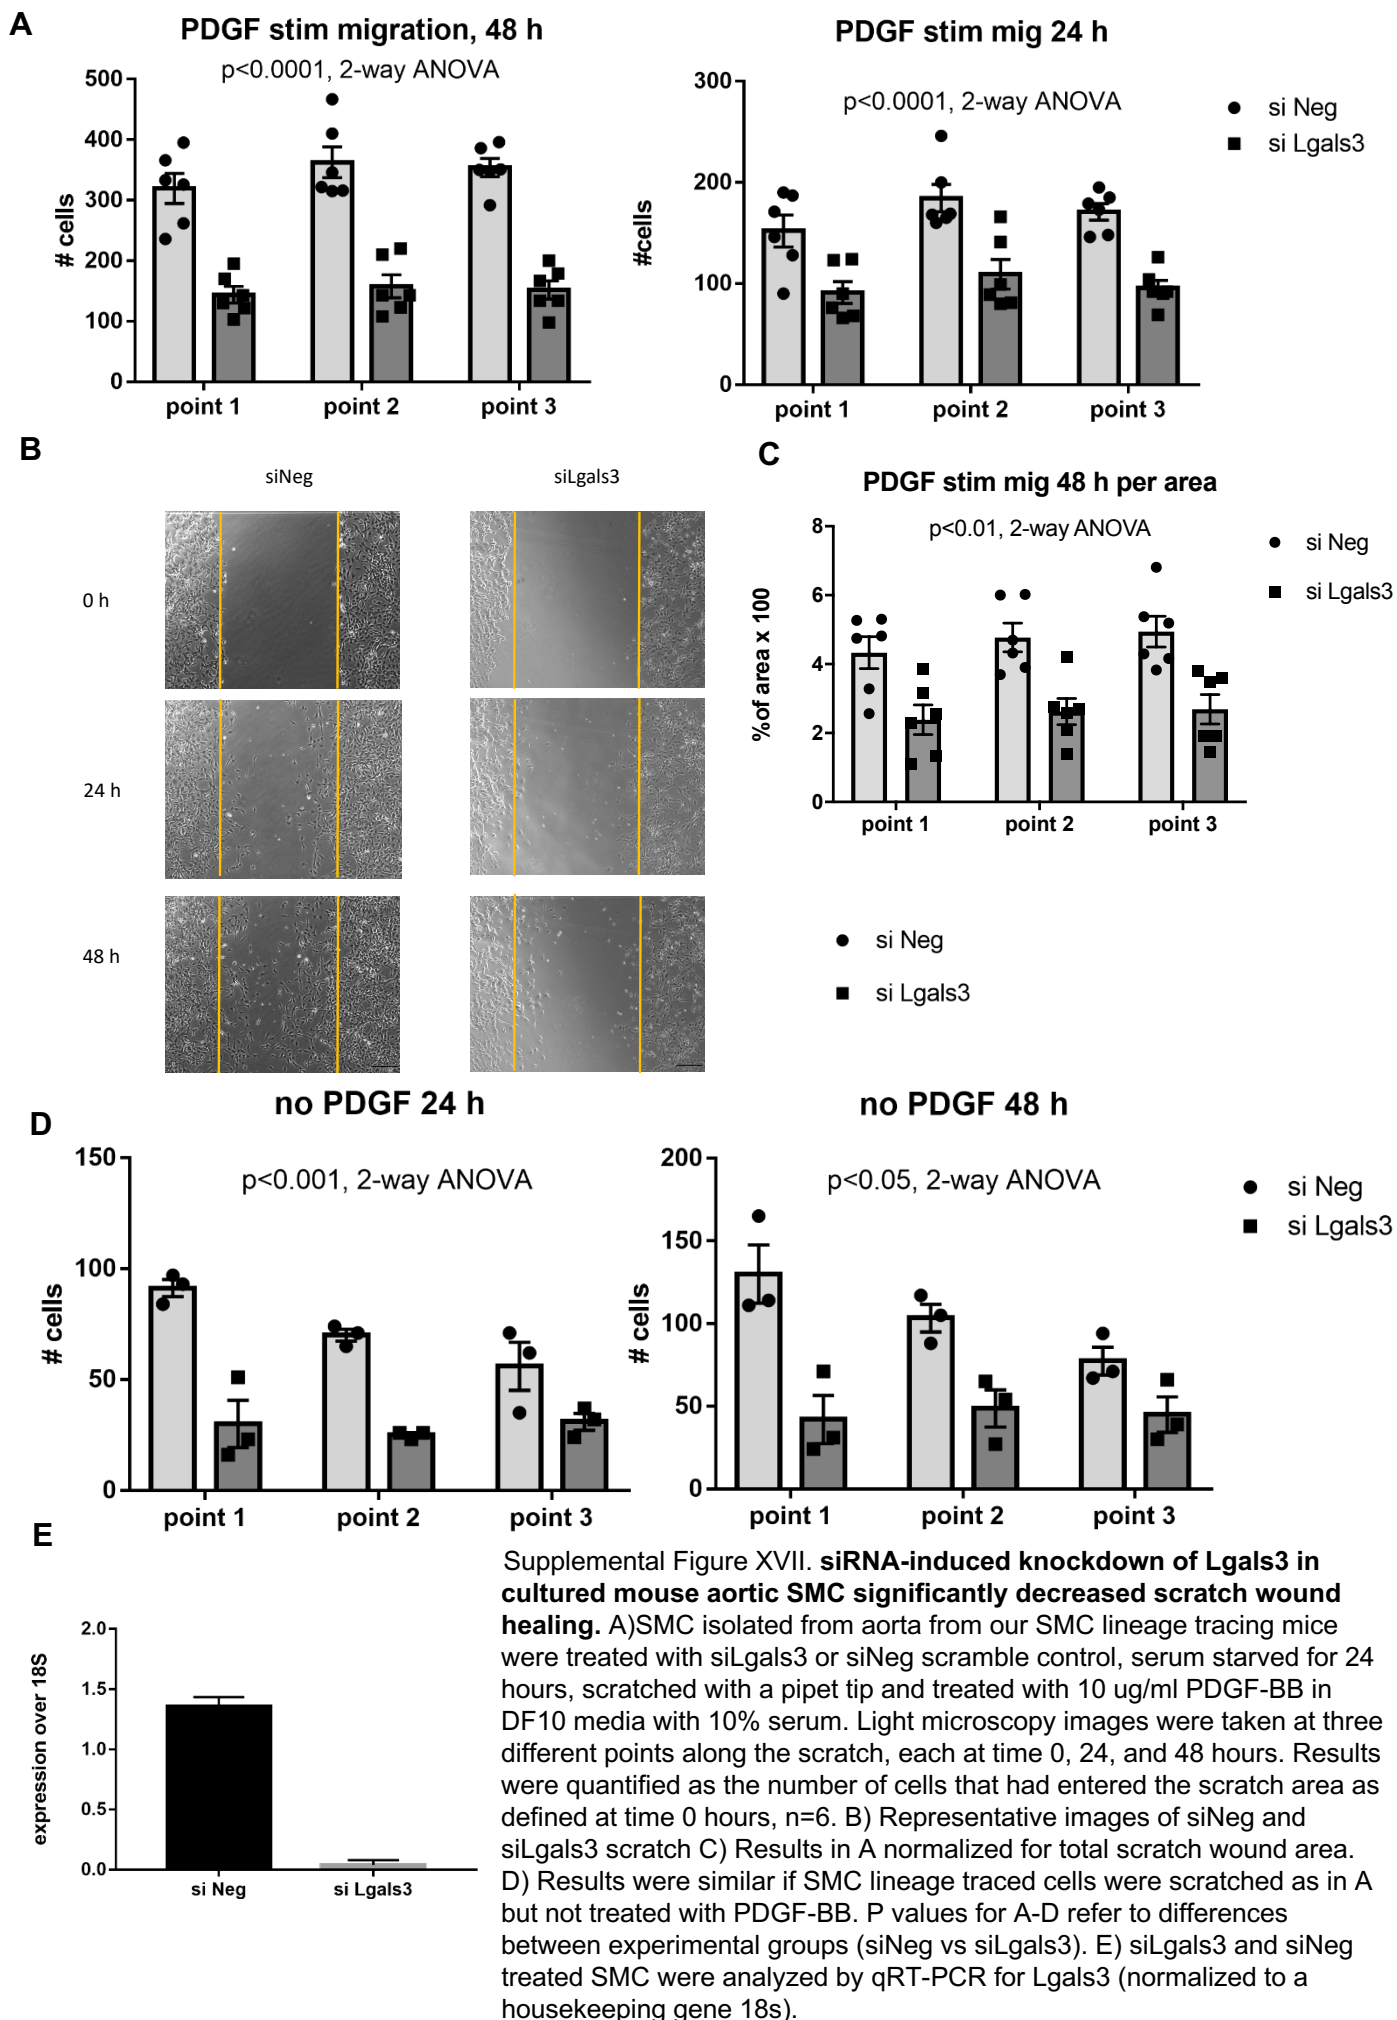 A
PDGF stim migration, 48 h
p<0.0001, 2-way ANOVA
# cells
500
400
300
200
100
0
point 1
point 2
point 3
PDGF stim mig 24 h
p<0.0001, 2-way ANOVA
#cells
300
200
100
0
point 1
point 2
point 3
si Neg
si Lgals3
B
siNeg
siLgals3
0 h
24 h
48 h
C
PDGF stim mig 48 h per area
p<0.01, 2-way ANOVA
%of area x 100
8
6
4
2
0
point 1
point 2
point 3
si Neg
si Lgals3
si Neg
si Lgals3
D
no PDGF 24 h
p<0.001, 2-way ANOVA
# cells
150
100
50
0
point 1
point 2
point 3
no PDGF 48 h
p<0.05, 2-way ANOVA
# cells
200
150
100
50
0
point 1
point 2
point 3
si Neg
si Lgals3
E
expression over 18S
2.0
1.5
1.0
0.5
0.0
si Neg
si Lgals3
Supplemental Figure XVII. siRNA-induced knockdown of Lgals3 in
cultured mouse aortic SMC significantly decreased scratch wound
healing. A)SMC isolated from aorta from our SMC lineage tracing mice
were treated with siLgals3 or siNeg scramble control, serum starved for 24
hours, scratched with a pipet tip and treated with 10 ug/ml PDGF-BB in
DF10 media with 10% serum. Light microscopy images were taken at three
different points along the scratch, each at time 0, 24, and 48 hours. Results
were quantified as the number of cells that had entered the scratch area as
defined at time 0 hours, n=6. B) Representative images of siNeg and
siLgals3 scratch C) Results in A normalized for total scratch wound area.
D) Results were similar if SMC lineage traced cells were scratched as in A
but not treated with PDGF-BB. P values for A-D refer to differences
between experimental groups (siNeg vs siLgals3). E) siLgals3 and siNeg
treated SMC were analyzed by qRT-PCR for Lgals3 (normalized to a
housekeeping gene 18s).